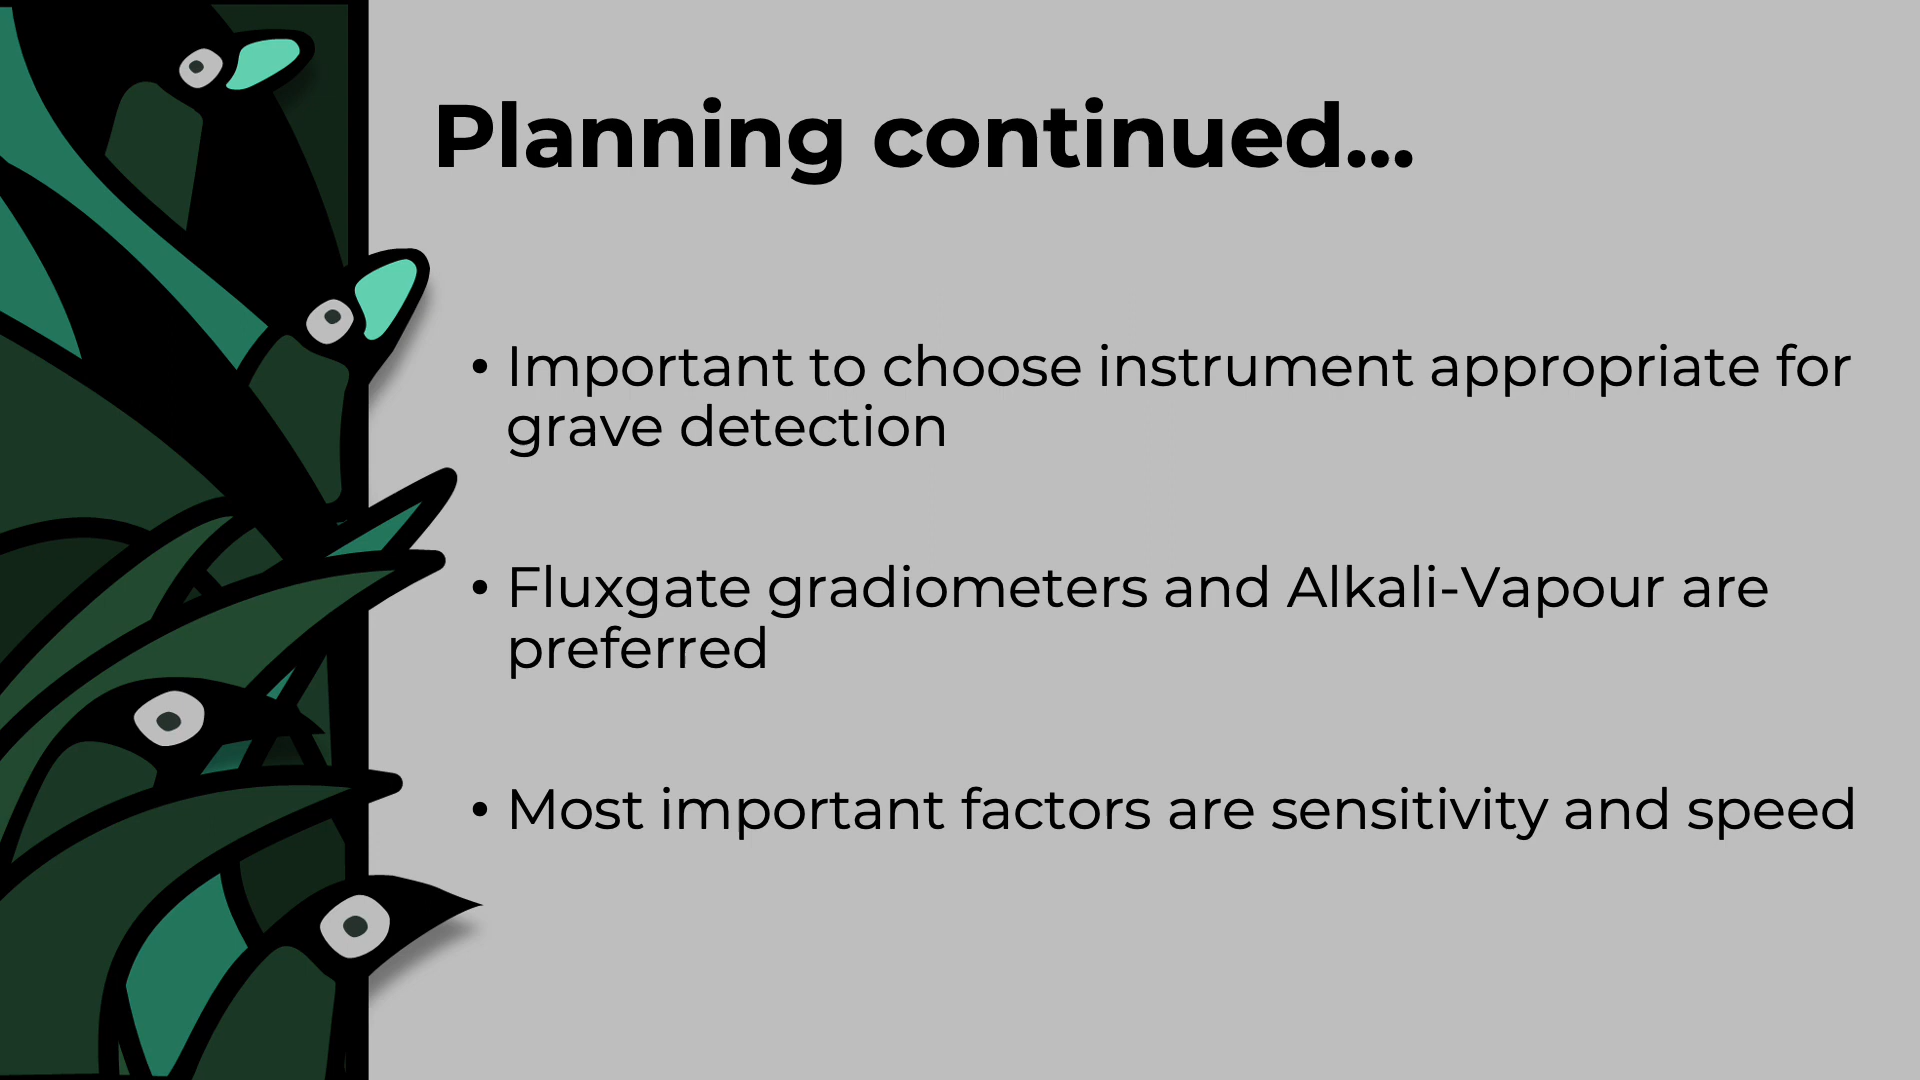 Planning continued...
• Important to choose instrument appropriate for
grave detection
• Fluxgate gradiometers and Alkali-Vapour are
preferred
• Most important factors are sensitivity and speed